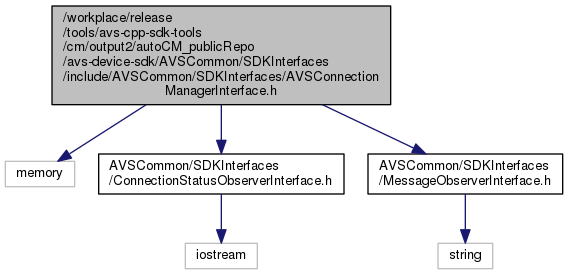 /workplace/release
/tools/avs-cpp-sdk-tools
/cm/output2/autoCM_publicRepo
/avs-device-sdk/AVSCommon/SDKInterfaces
/include/AVSCommon/SDKInterfaces/AVSConnection
ManagerInterface.h
memory
AVSCommon/SDKInterfaces
/ConnectionStatusObserverInterface.h
AVSCommon/SDKInterfaces
/MessageObserverInterface.h
iostream
string